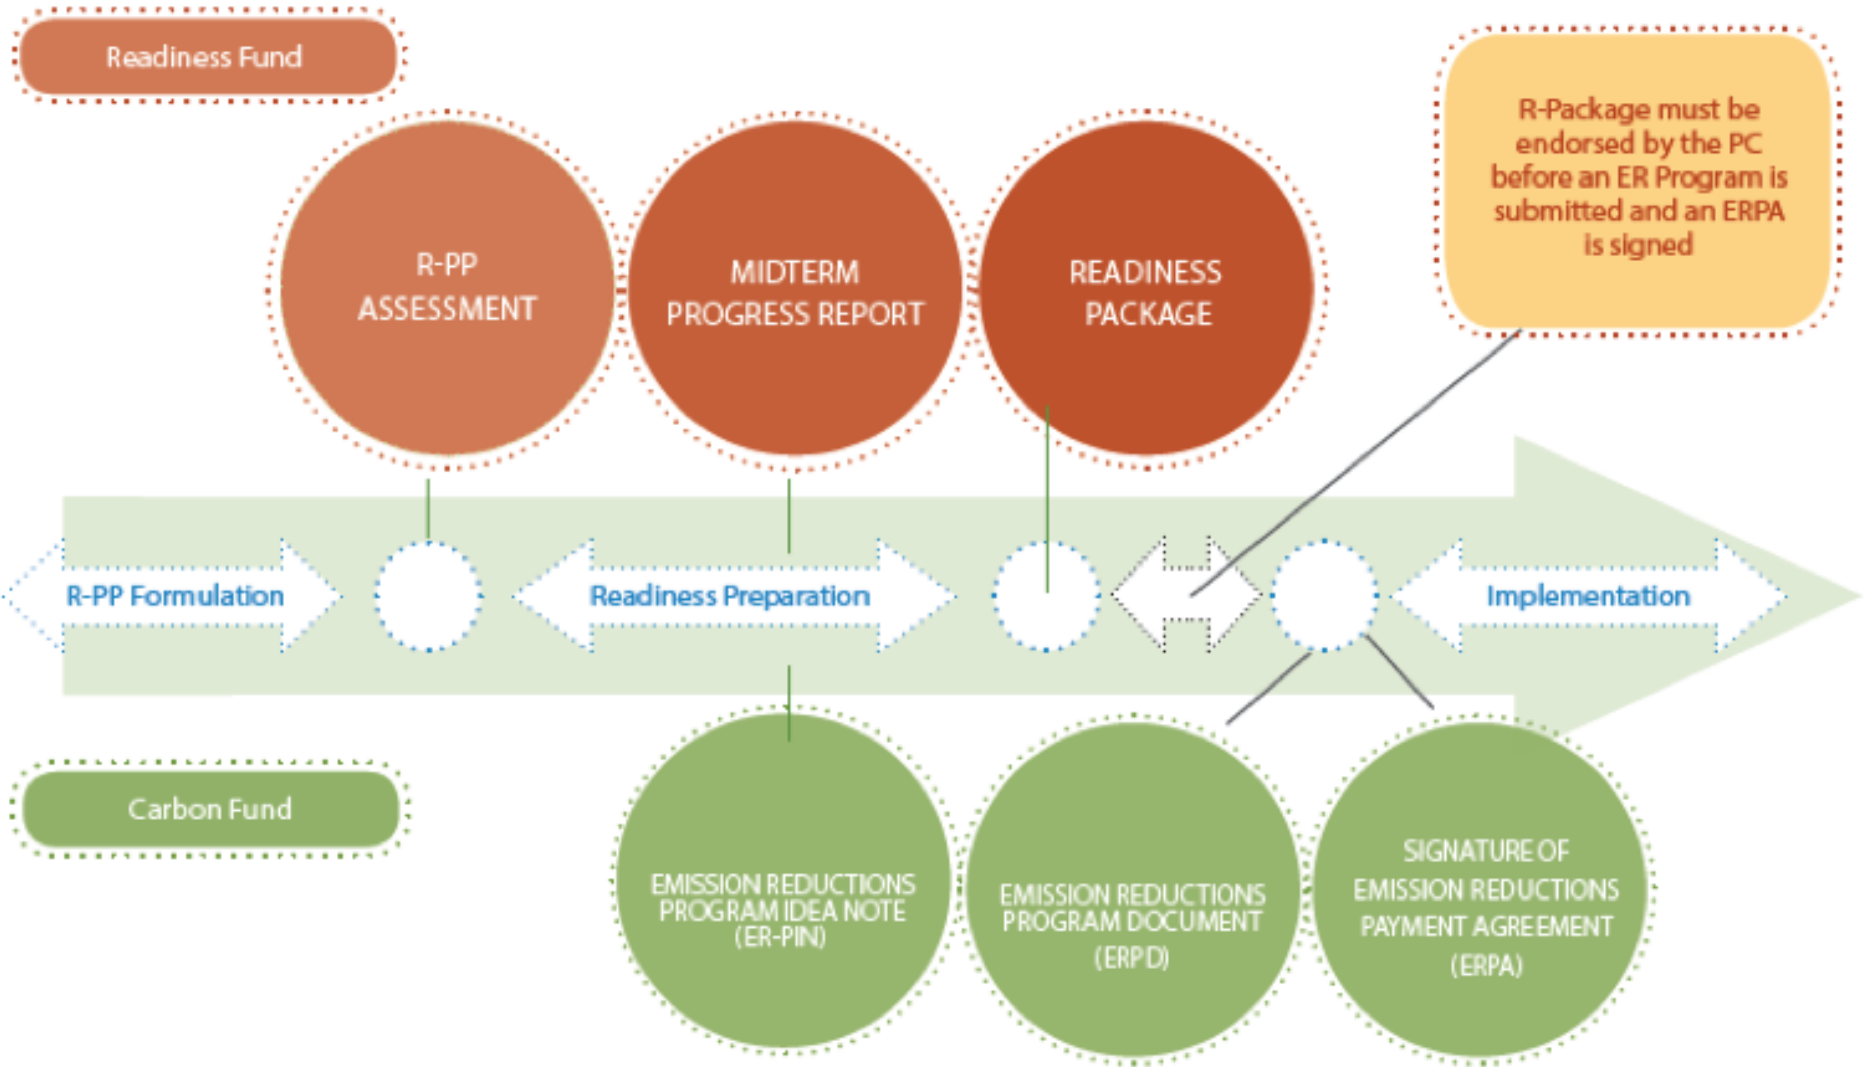 Readiness Fund
R-PP
ASSESSMENT
MIDTERM
PROGRESS REPORT
READINESS
PACKAGE
R-Package must be
endorsed by the PC
before an ER Program is
submitted and an ERPA
is signed
R-PP Formulation
Readiness Preparation
Implementation
Carbon Fund
EMISSION REDUCTIONS
PROGRAM IDEA NOTE
(ER-PIN)
EMISSION REDUCTIONS
PROGRAM DOCUMENT
(ERPD)
SIGNATURE OF
EMISSION REDUCTIONS
PAYMENT AGREEMENT
(ERPA)